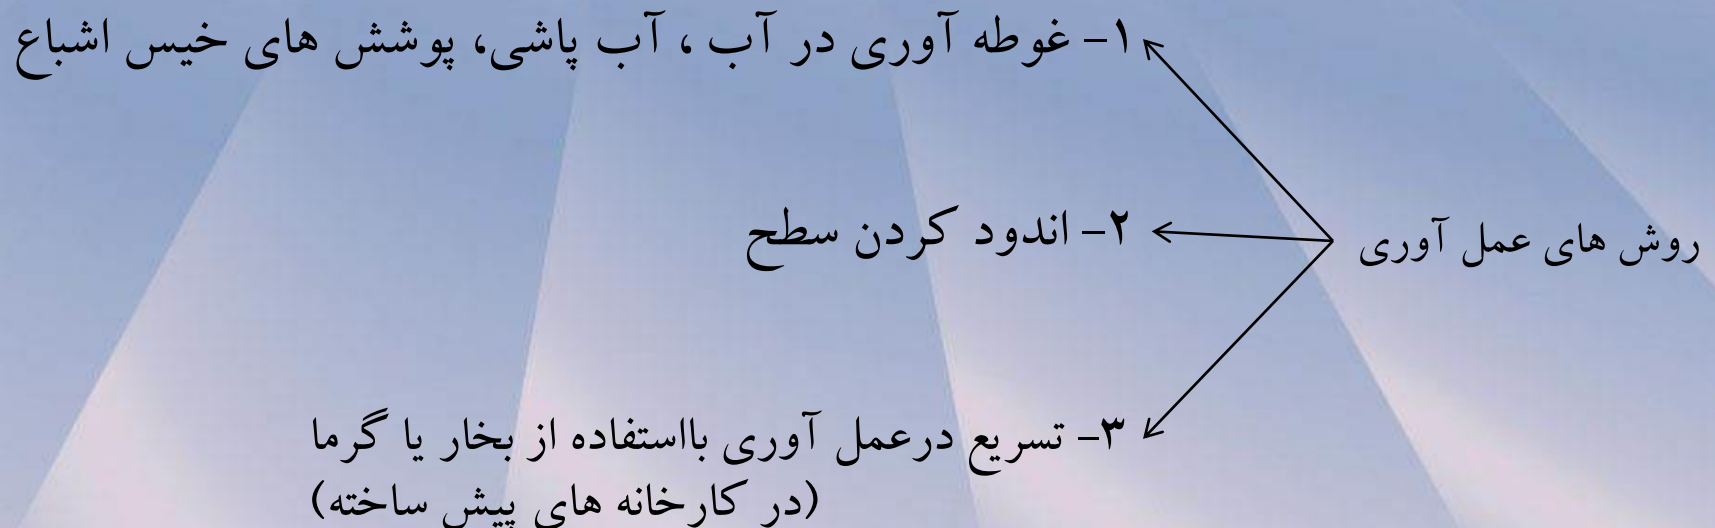 روش های عمل آوری
۱- غوطه آوری در آب ، آب پاشی، پوشش های خیس اشباع
۲- اندود کردن سطح
۳- تسریع درعمل آوری بااستفاده از بخار یا گرما
(در کارخانه های پیش ساخته)